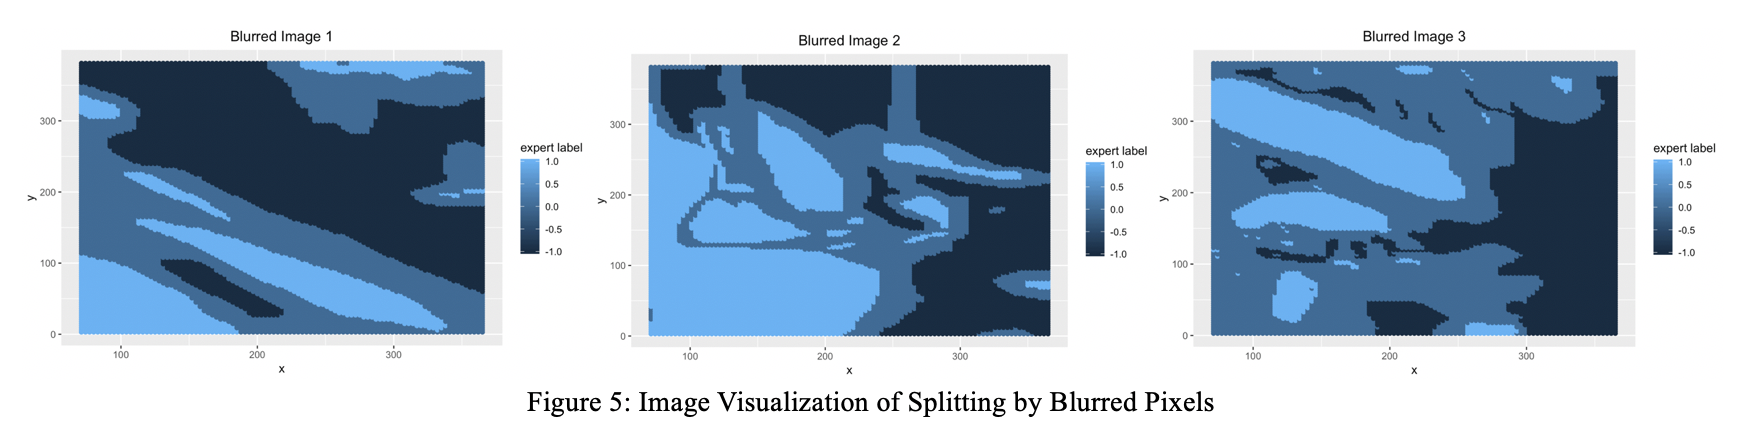 Blurred Image 1
300
200
100
0
y
100
200
300
x
expert label
1.0
0.5
0.0
-0.5
-1.0
Blurred Image 2
300
200
100
0
y
100
200
300
x
expert label
1.0
0.5
0.0
-0.5
-1.0
Blurred Image 3
300
200
100
0
y
100
200
300
x
expert label
1.0
0.5
0.0
-0.5
-1.0
Figure 5: Image Visualization of Splitting by Blurred Pixels